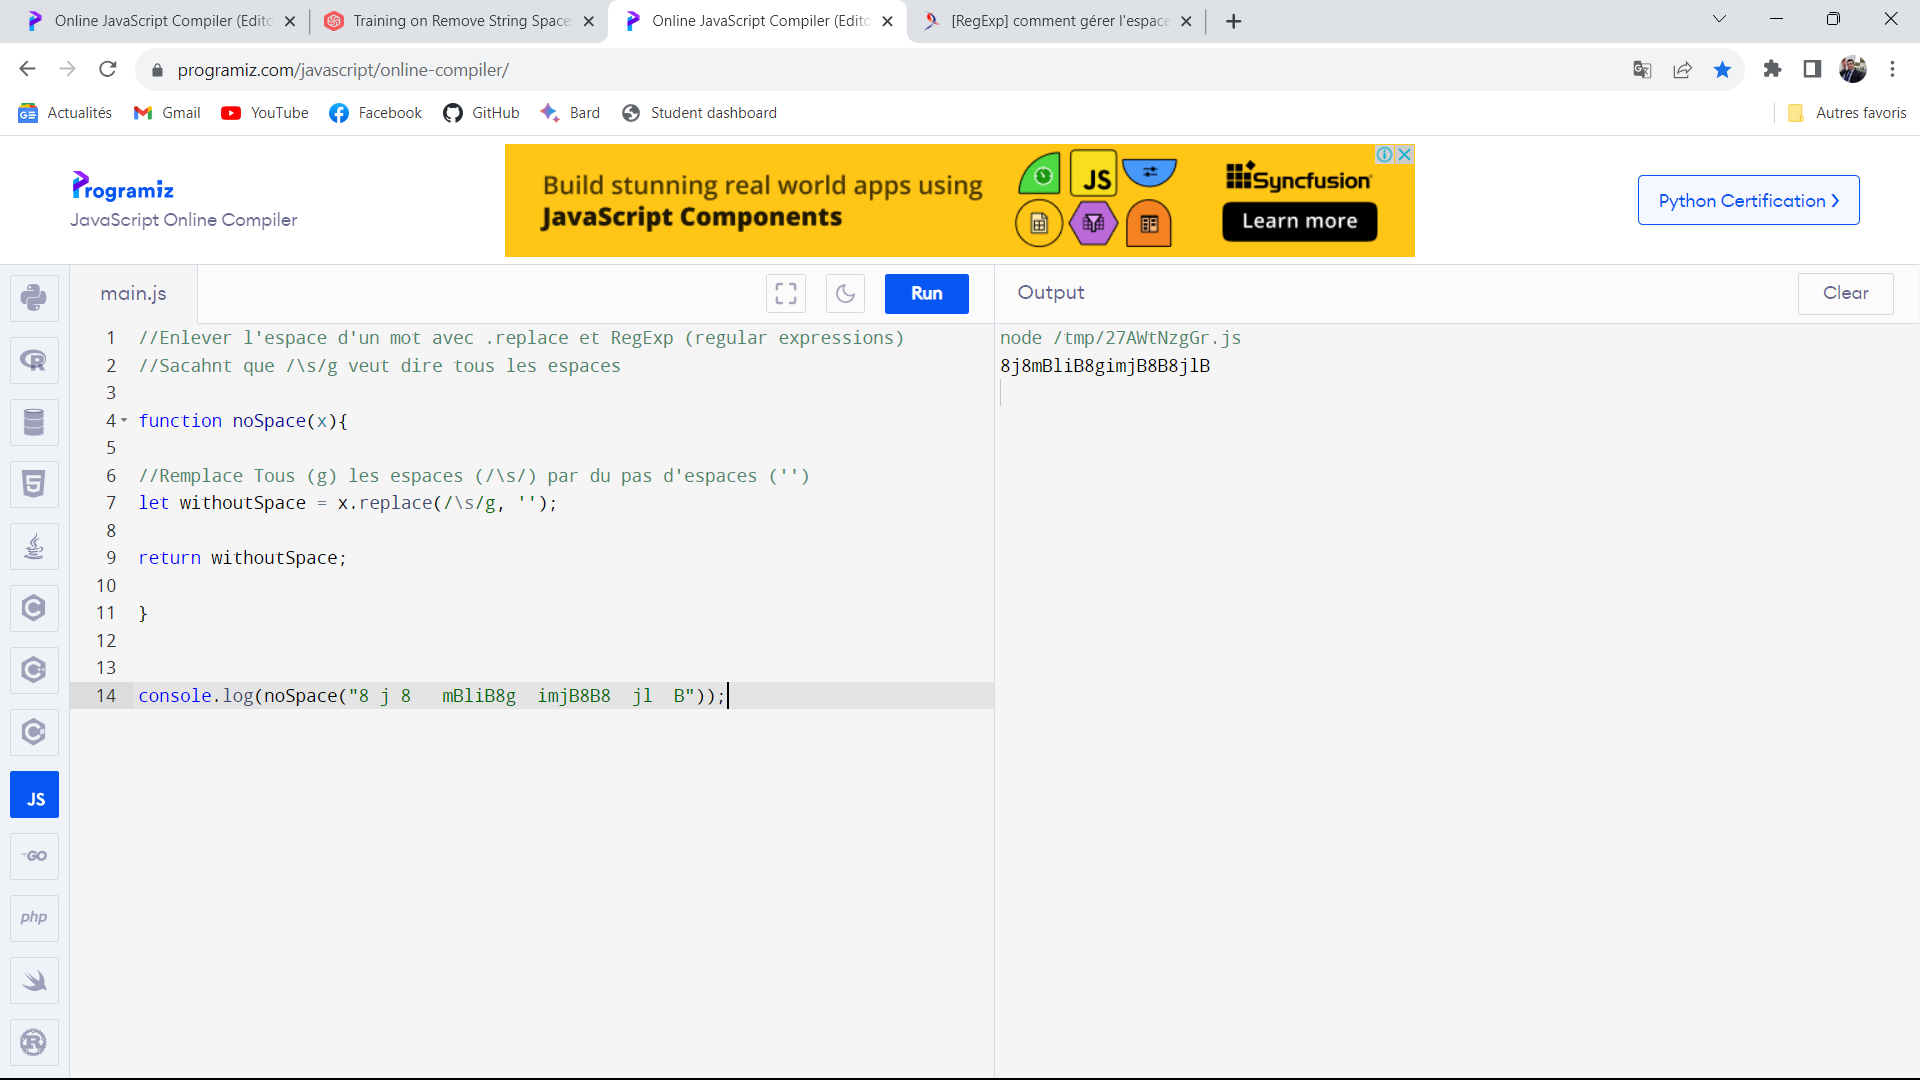 Online JavaScript Compiler (Edito
Training on Remove String Space
Online JavaScript Compiler (Edito
[RegExp] comment gérer l'espace
programiz.com/javascript/online-compiler/
Actualités
Gmail
YouTube
Facebook
GitHub
Bard
Student dashboard
Autres favoris
Programiz
JavaScript Online Compiler
Build stunning real world apps using
JavaScript Components
JS
Syncfusion
Learn more
Python Certification
main.js
Run
Output
Clear
1 //Enlever l'espace d'un mot avec .replace et RegExp (regular expressions)
2 //Sacahnt que /\s/g veut dire tous les espaces
3
4 function noSpace(x){
5
6 //Remplace Tous (g) les espaces (/\s/) par du pas d'espaces ('')
7 let withoutSpace = x.replace(/\s/g, '');
8
9 return withoutSpace;
10
11 }
12
13
14 console.log(noSpace("8 j 8   mBliB8g  imjB8B8  jl  B"));
node /tmp/27AWtNzgGr.js
8j8mBliB8gimjB8B8jlB
R
5
C
C
C
JS
GO
php
R